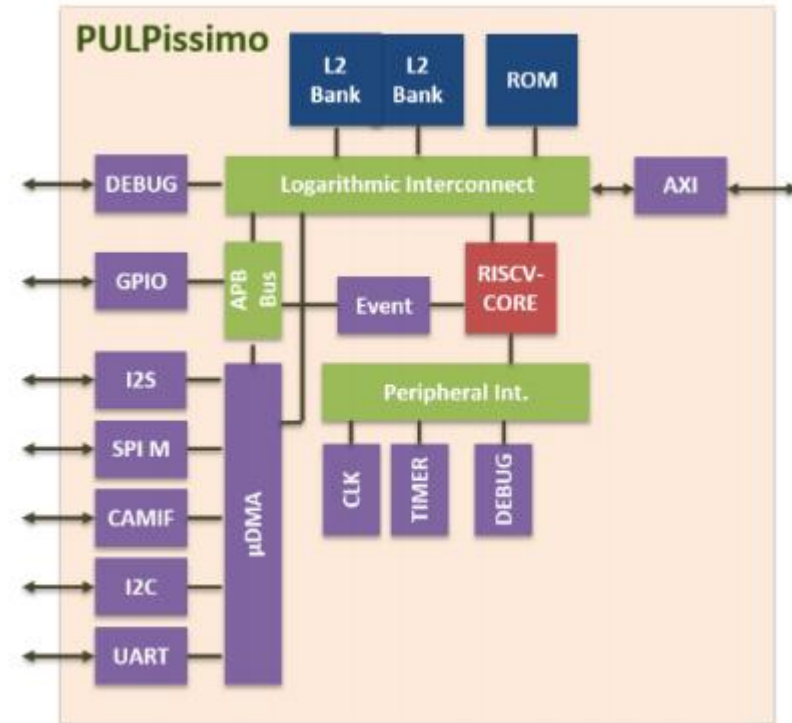 PULPissimo
L2
Bank
L2
Bank
ROM
DEBUG
Logarithmic Interconnect
AXI
GPIO
APB
Bus
Event
RISCV-
CORE
I2S
Peripheral Int.
SPI M
CLK
TIMER
DEBUG
CAMIF
µDMA
I2C
UART